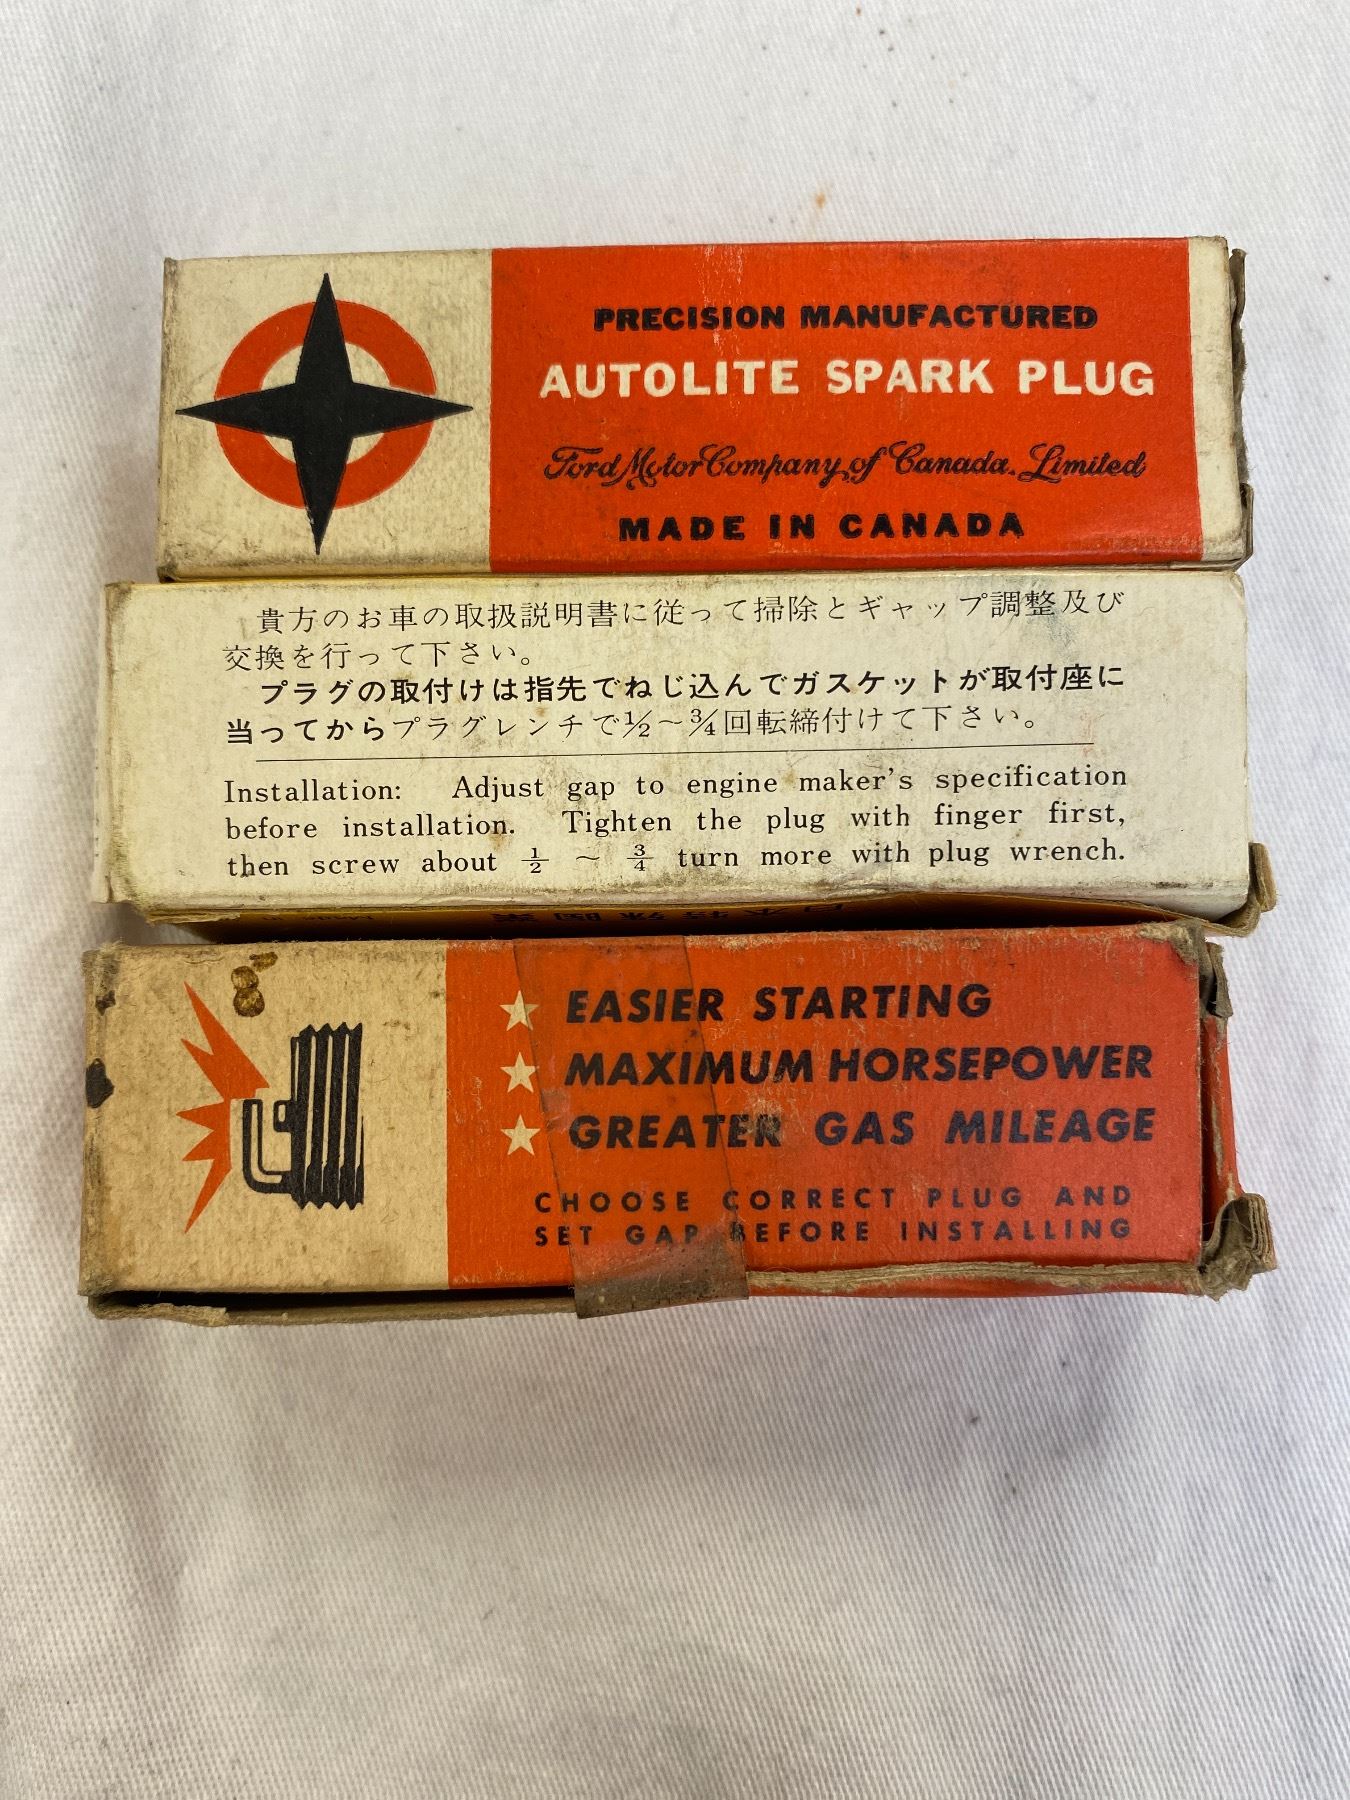 PRECISION MANUFACTURED
AUTOLITE SPARK PLUG
Ford Motor Company of Canada, Limited
MADE IN CANADA
貴方のお車の取扱説明書に従って掃除とギャップ調整及び
交換を行って下さい。
プラグの取付けは指先でねじ込んでガスケットが取付座に
当ってからプラグレンチで1/2～3/4回転締付けて下さい。
Installation: Adjust gap to engine maker's specification
before installation. Tighten the plug with finger first,
then screw about 1/2 ~ 3/4 turn more with plug wrench.
EASIER STARTING
MAXIMUM HORSEPOWER
GREATER GAS MILEAGE
CHOOSE CORRECT PLUG AND
SET GAP BEFORE INSTALLING